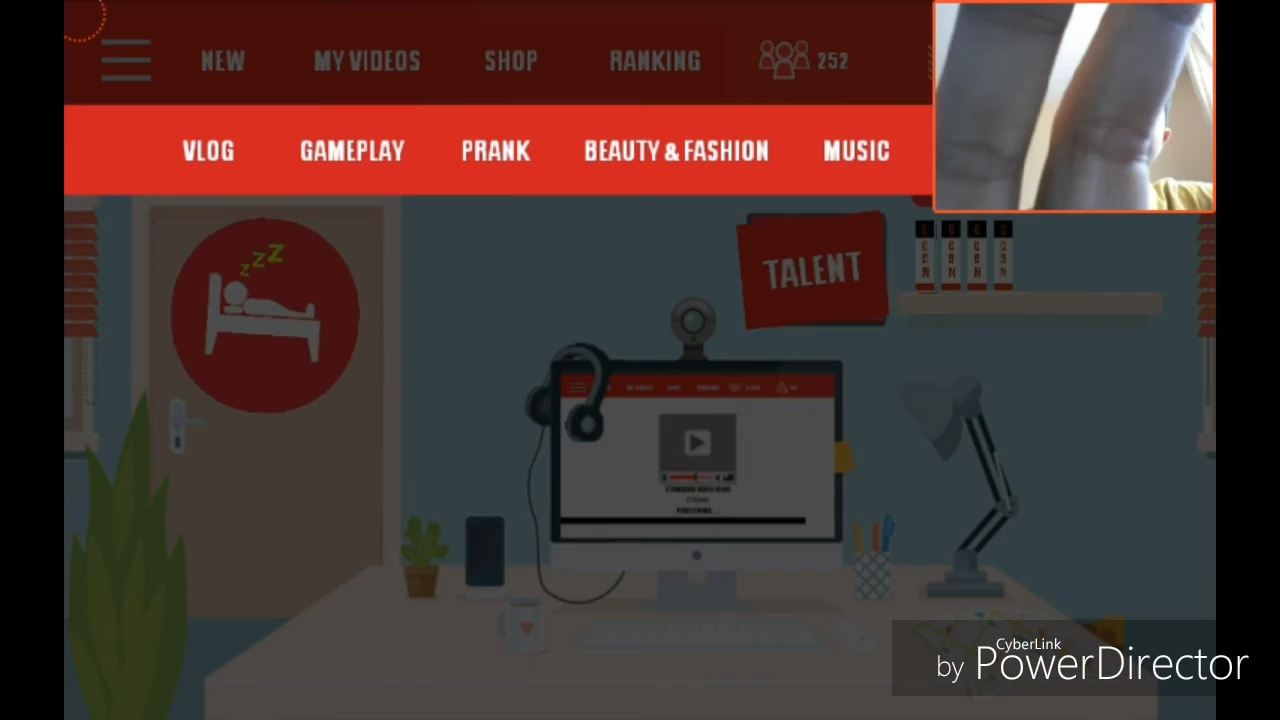 NEW MY VIDEOS SHOP RANKING 252
VLOG GAMEPLAY PRANK BEAUTY & FASHION MUSIC
z z Z
TALENT
CyberLink
by PowerDirector